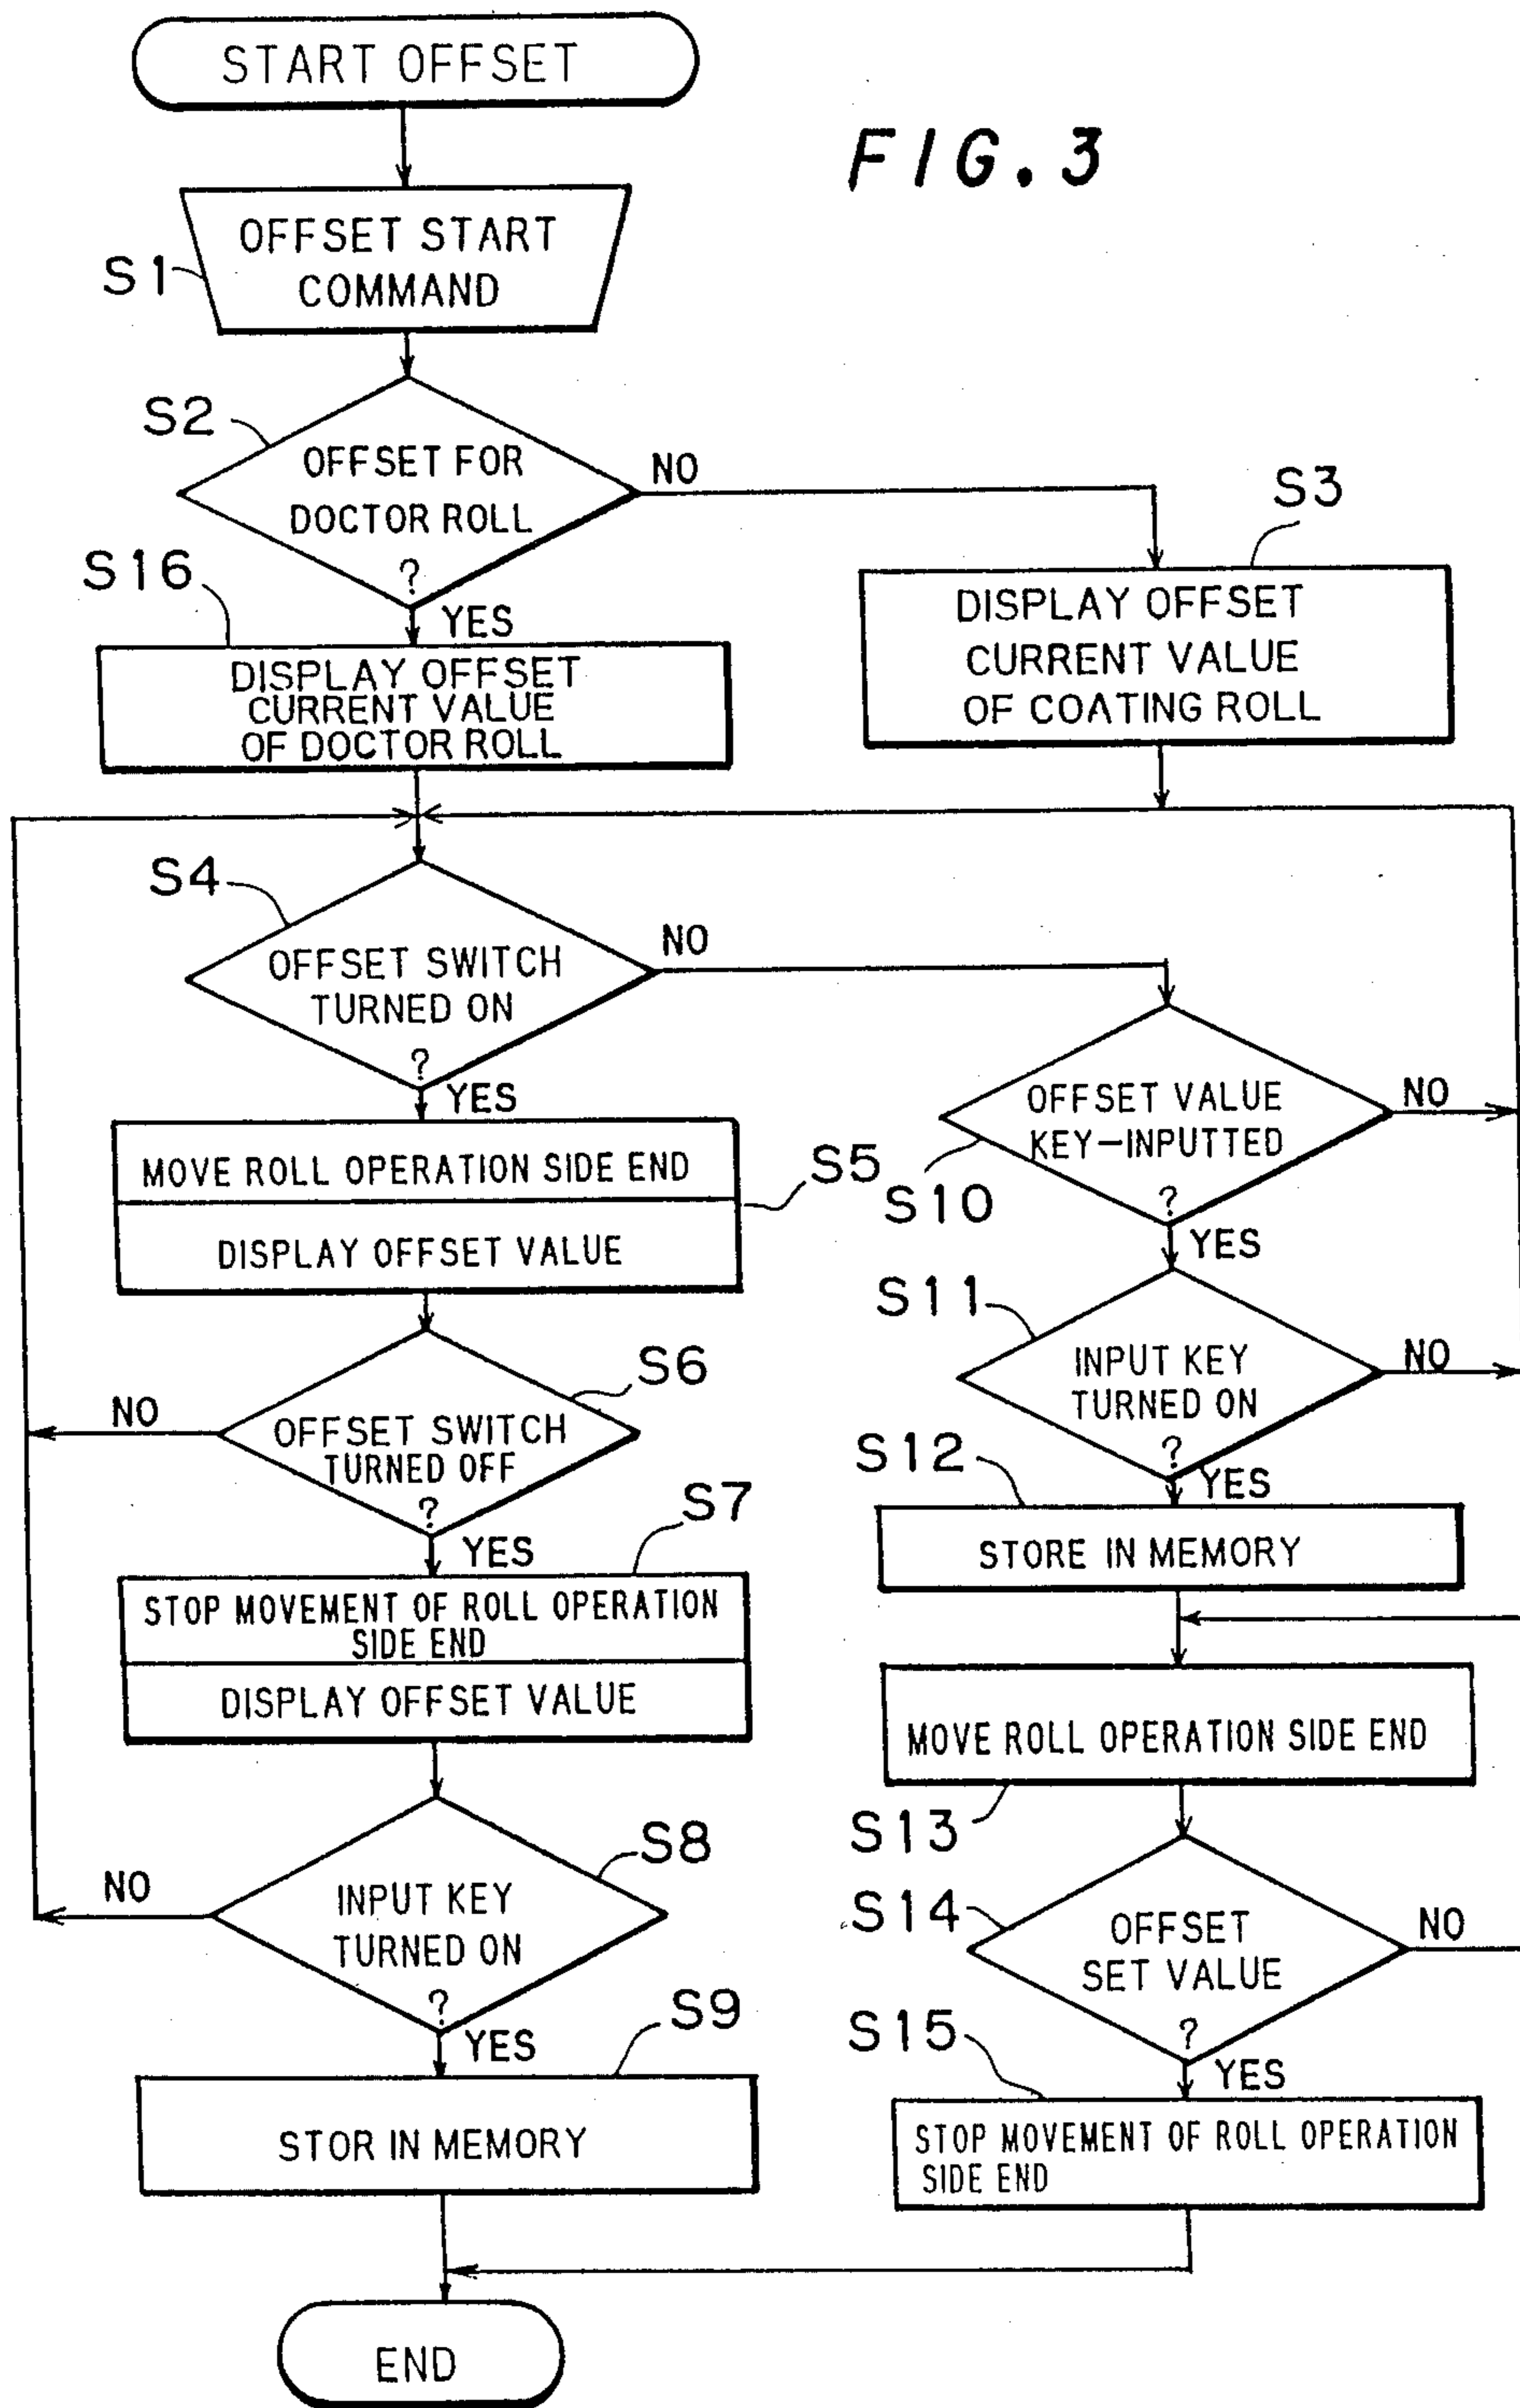 START OFFSET
FIG. 3
OFFSET START
COMMAND
S1
S2
OFFSET FOR
DOCTOR ROLL
?
NO
YES
S3
DISPLAY OFFSET
CURRENT VALUE
OF COATING ROLL
S16
DISPLAY OFFSET
CURRENT VALUE
OF DOCTOR ROLL
S4
OFFSET SWITCH
TURNED ON
?
NO
YES
MOVE ROLL OPERATION SIDE END
DISPLAY OFFSET VALUE
S5
S6
OFFSET SWITCH
TURNED OFF
?
NO
YES
S7
STOP MOVEMENT OF ROLL OPERATION
SIDE END
DISPLAY OFFSET VALUE
S8
INPUT KEY
TURNED ON
?
NO
YES
S9
STOR IN MEMORY
S10
OFFSET VALUE
KEY-INPUTTED
?
NO
YES
S11
INPUT KEY
TURNED ON
?
NO
YES
S12
STORE IN MEMORY
MOVE ROLL OPERATION SIDE END
S13
S14
OFFSET
SET VALUE
?
NO
YES
S15
STOP MOVEMENT OF ROLL OPERATION
SIDE END
END